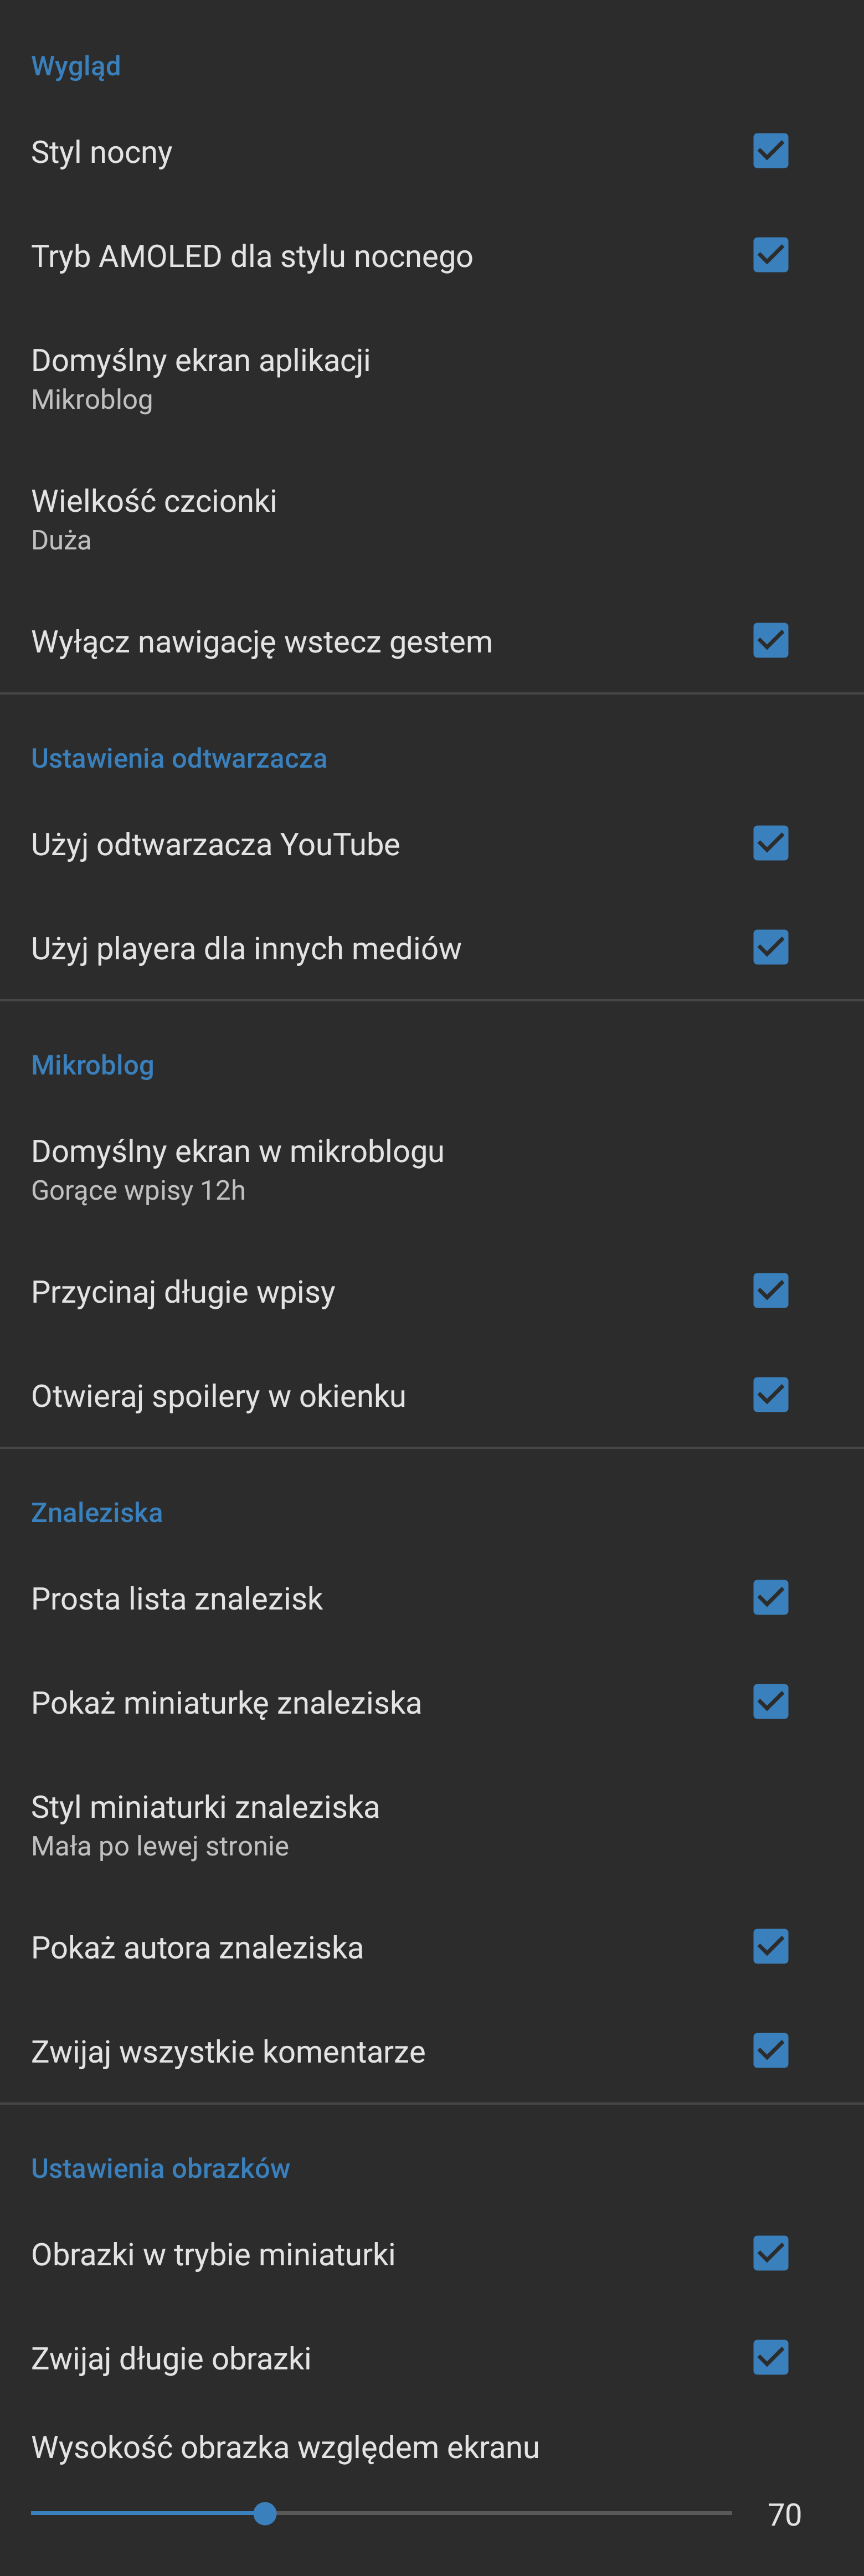 Wygląd
Styl nocny
Tryb AMOLED dla stylu nocnego
Domyślny ekran aplikacji
Mikroblog
Wielkość czcionki
Duża
Wyłącz nawigację wstecz gestem
Ustawienia odtwarzacza
Użyj odtwarzacza YouTube
Użyj playera dla innych mediów
Mikroblog
Domyślny ekran w mikroblogu
Gorące wpisy 12h
Przycinaj długie wpisy
Otwieraj spoilery w okienku
Znaleziska
Prosta lista znalezisk
Pokaż miniaturkę znaleziska
Styl miniaturki znaleziska
Mała po lewej stronie
Pokaż autora znaleziska
Zwijaj wszystkie komentarze
Ustawienia obrazków
Obrazki w trybie miniaturki
Zwijaj długie obrazki
Wysokość obrazka względem ekranu
70